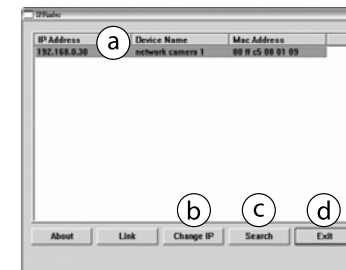 IPFinder
IP Address Device Name Mac Address
192.168.0.30 network camera 1 00 ff c5 08 01 09
a
b c d
About Link Change IP Search Exit